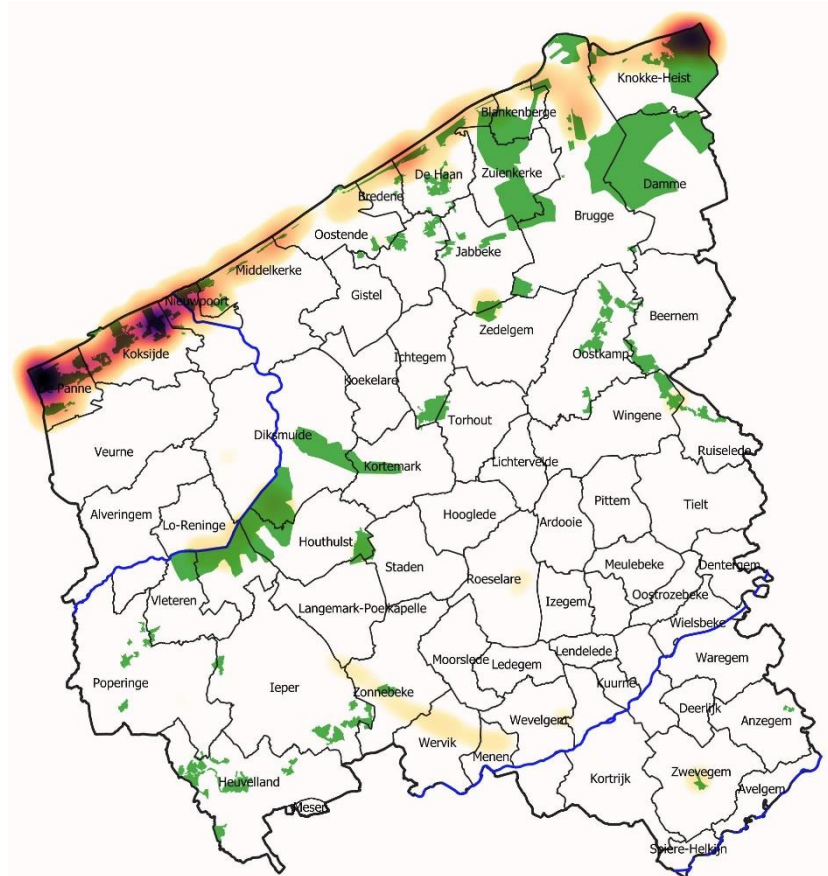 Knokke-Heist
Blankenberge
De Haan
Zuienkerke
Damme
Bredene
Brugge
Oostende
Jabbeke
Middelkerke
Gistel
Nieuwpoort
Beernem
Zedelgem
Koksijde
Oostkamp
Ichtegem
De Panne
Koekelare
Wingene
Torhout
Diksmuide
Veurne
Ruiselede
Kortemark
Lichtervelde
Pittem
Tielt
Alveringem
Hooglede
Lo-Reninge
Ardooie
Houthulst
Staden
Meulebeke
Dentergem
Roeselare
Oostrozebeke
Vleteren
Izegem
Langemark-Poelkapelle
Wielsbeke
Lendelede
Waregem
Moorslede
Ledegem
Poperinge
Ieper
Kuurne
Zonnebeke
Deerlijk
Wevelgem
Anzegem
Wervik
Menen
Zwevegem
Kortrijk
Heuvelland
Avelgem
Mesen
Spiere-Helkijn